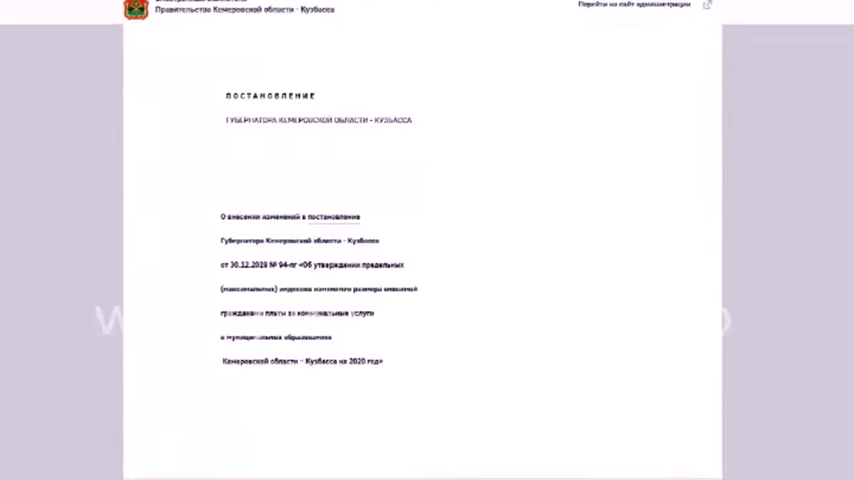 Правительства Кемеровской области - Кузбасса
Перейти на сайт администрации
ПОСТАНОВЛЕНИЕ
ГУБЕРНАТОРА КЕМЕРОВСКОЙ ОБЛАСТИ - КУЗБАССА
О внесении изменений в постановление
Губернатора Кемеровской области - Кузбасса
от 30.12.2019 № 94-пг «Об утверждении предельных
(максимальных) индексов изменения размера вносимой
гражданами платы за коммунальные услуги
в муниципальных образованиях
Кемеровской области - Кузбасса на 2020 год»